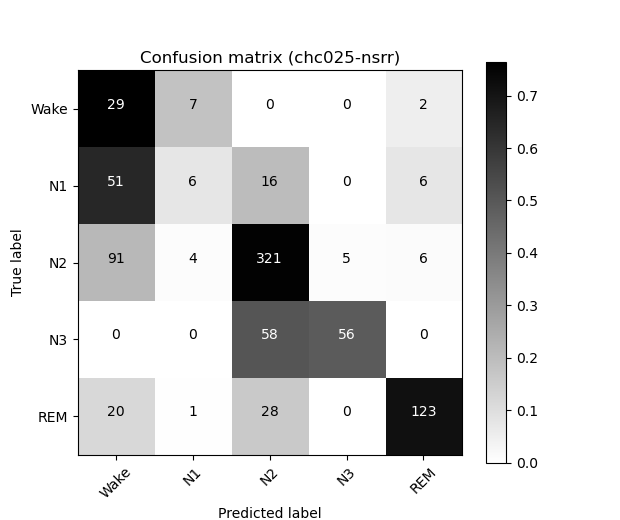 Confusion matrix (chc025-nsrr)
True label
Wake 29 7 0 0 2
N1 51 6 16 0 6
N2 91 4 321 5 6
N3 0 0 58 56 0
REM 20 1 28 0 123
Wake N1 N2 N3 REM
Predicted label
0.7
0.6
0.5
0.4
0.3
0.2
0.1
0.0